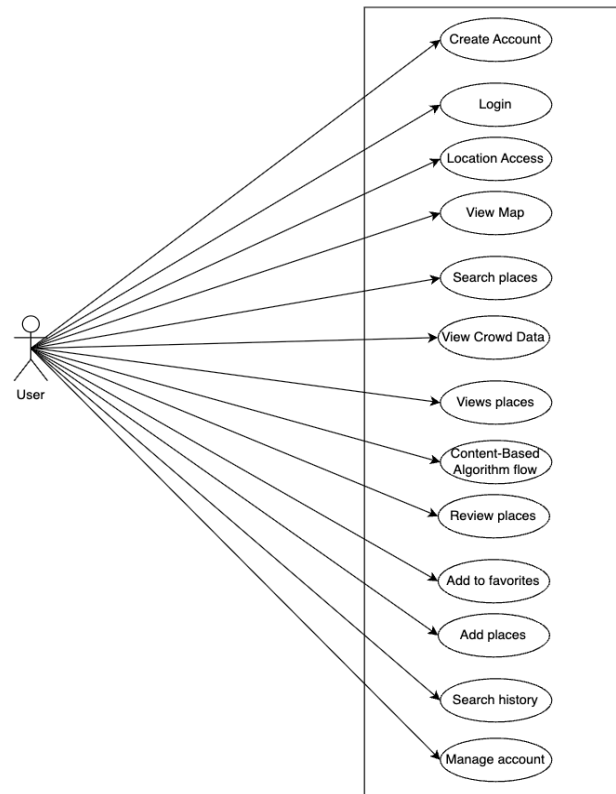 Create Account
Login
Location Access
View Map
Search places
View Crowd Data
User
Views places
Content-Based
Algorithm flow
Review places
Add to favorites
Add places
Search history
Manage account